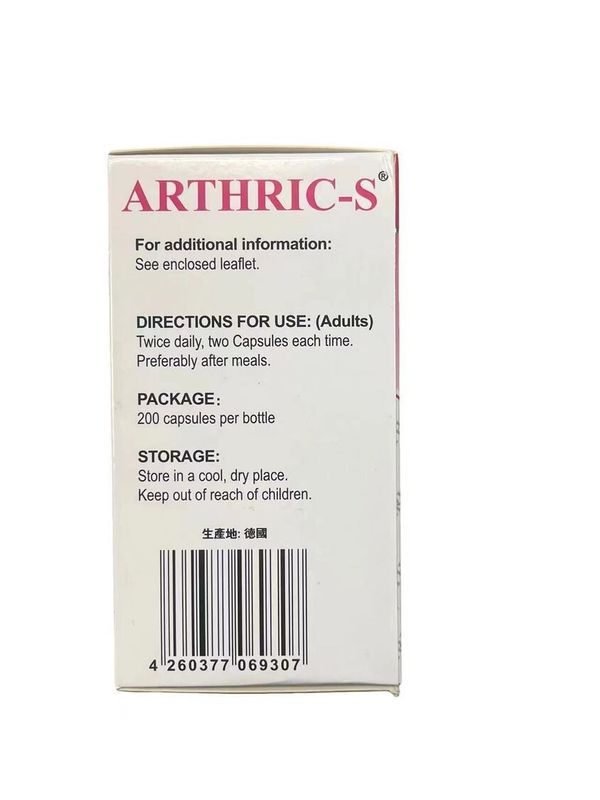 ARTHRIC-S®
For additional information:
See enclosed leaflet.
DIRECTIONS FOR USE: (Adults)
Twice daily, two Capsules each time.
Preferably after meals.
PACKAGE：
200 capsules per bottle
STORAGE:
Store in a cool, dry place.
Keep out of reach of children.
生產地: 德國
4 260377 069307